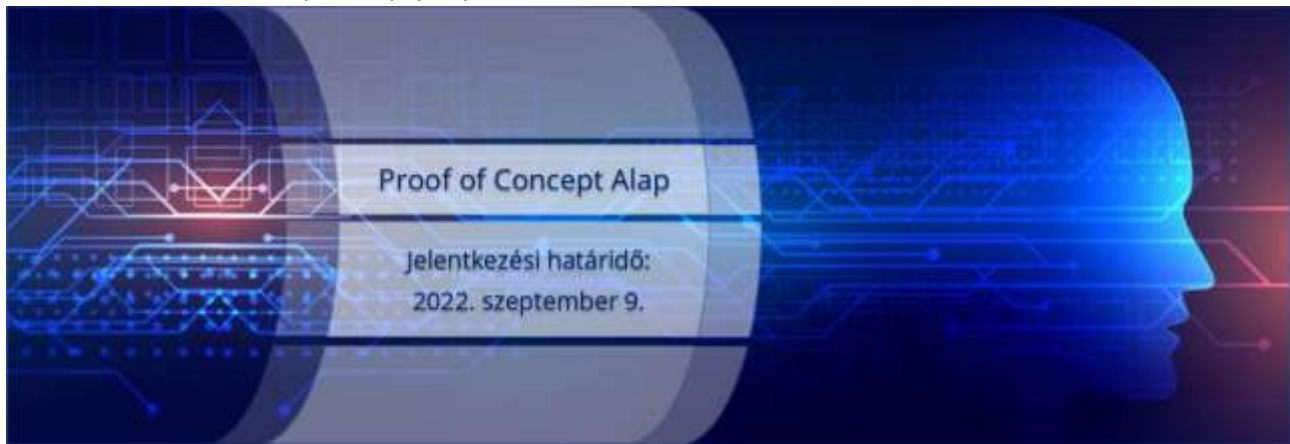 Proof of Concept Alap
Jelentkezési határidő:
2022. szeptember 9.